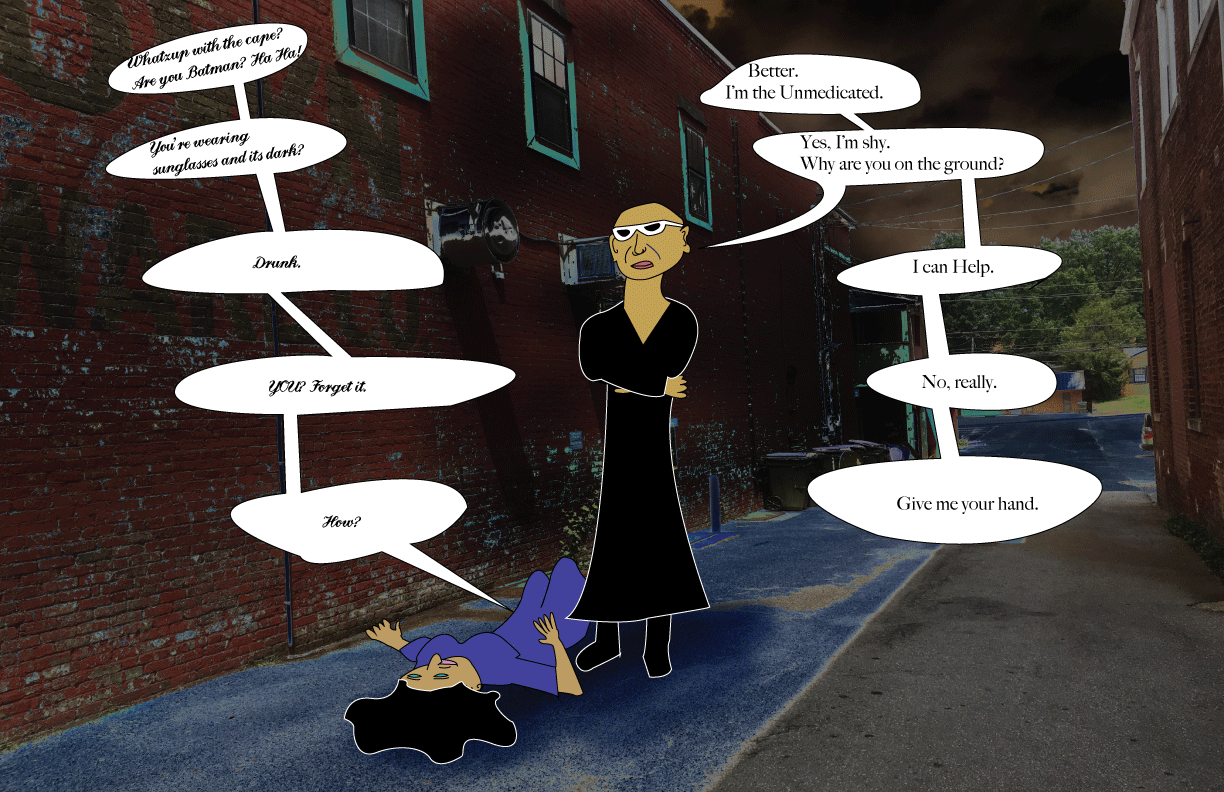 Whatzup with the cape?
Are you Batman? Ha Ha!
Better.
I'm the Unmedicated.
You're wearing
sunglasses and its dark?
Yes, I'm shy.
Why are you on the ground?
Drunk.
I can Help.
YOU? Forget it.
No, really.
How?
Give me your hand.